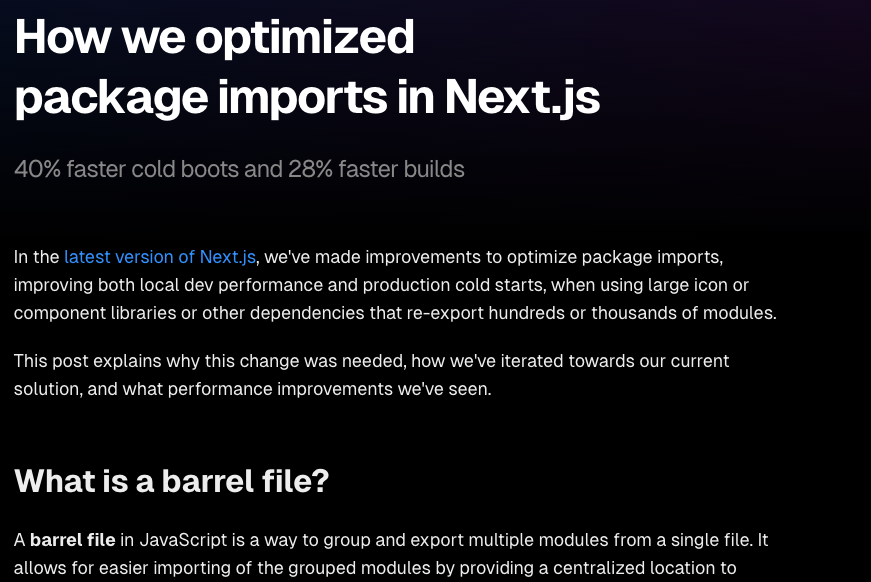 How we optimized
package imports in Next.js
40% faster cold boots and 28% faster builds
In the latest version of Next.js, we've made improvements to optimize package imports,
improving both local dev performance and production cold starts, when using large icon or
component libraries or other dependencies that re-export hundreds or thousands of modules.
This post explains why this change was needed, how we've iterated towards our current
solution, and what performance improvements we've seen.
What is a barrel file?
A barrel file in JavaScript is a way to group and export multiple modules from a single file. It
allows for easier importing of the grouped modules by providing a centralized location to